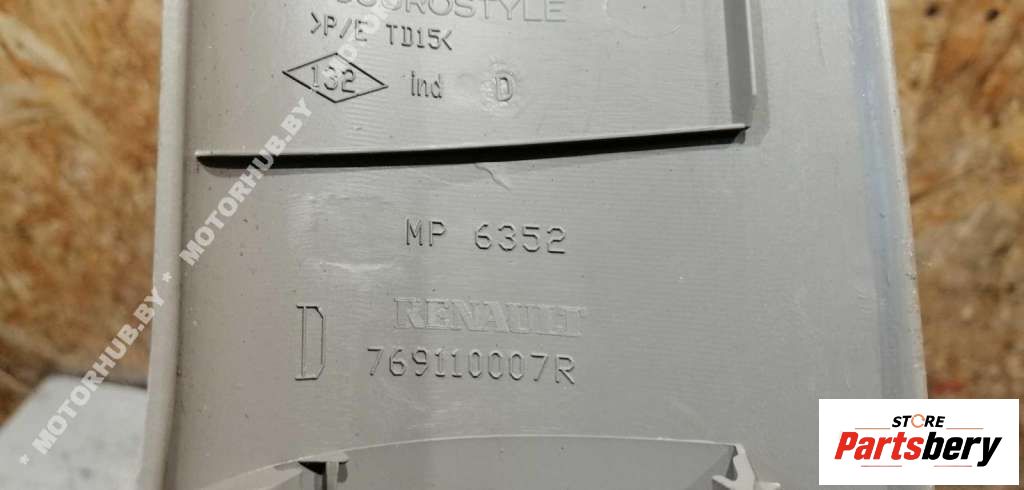 >P/E TD15<
132 ind D
MP 6352
D RENAULT
769110007R
* MOTORHUB.BY * MOTORHUB.BY
STORE
Partsbery